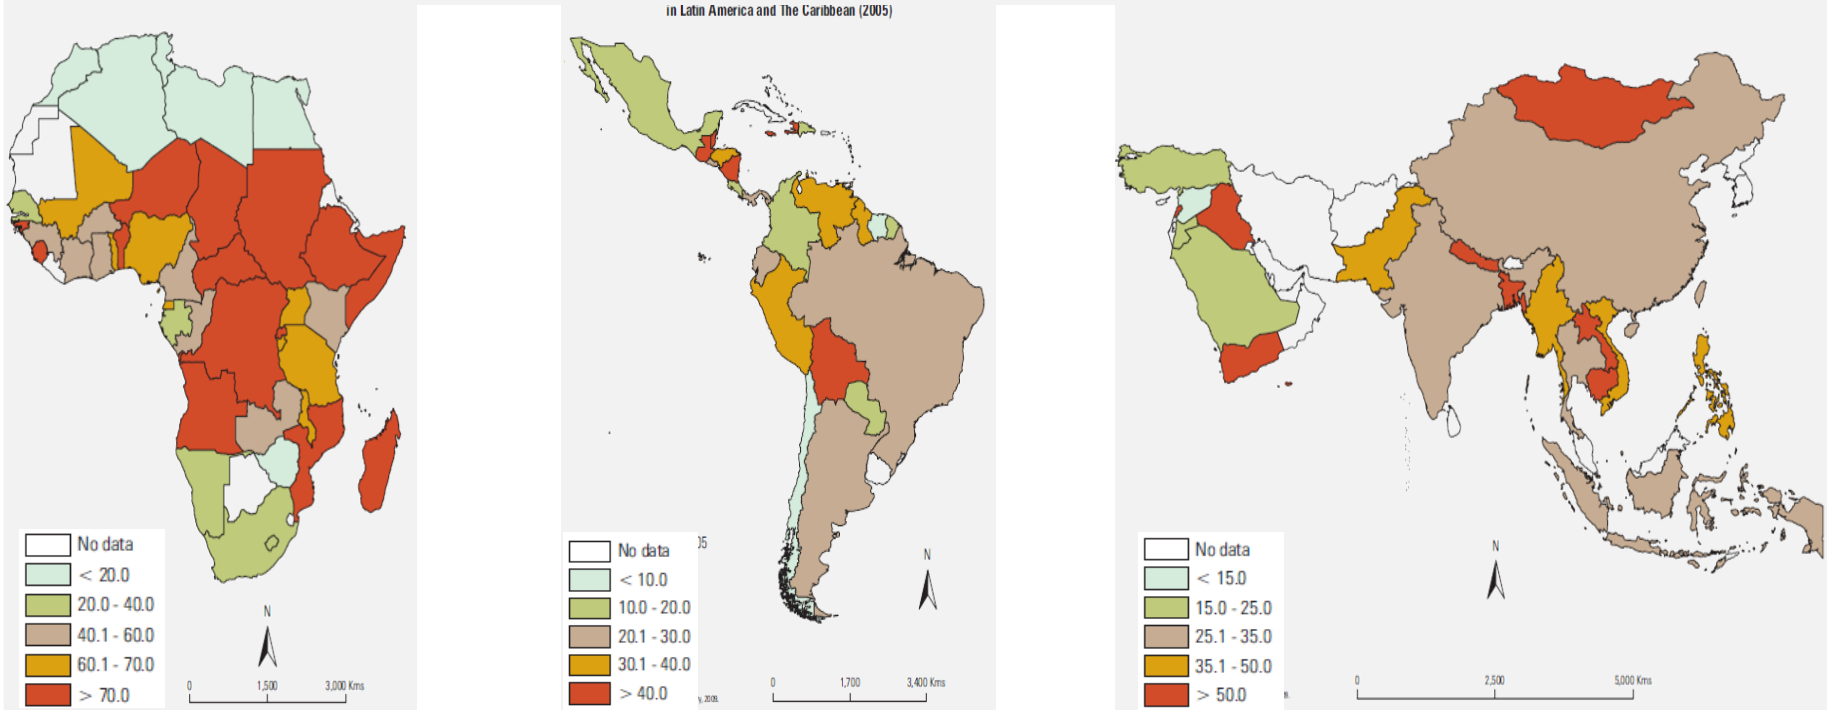 in Latin America and The Caribbean (2005)
No data
< 20.0
20.0 - 40.0
40.1 - 60.0
60.1 - 70.0
> 70.0
N
0 1,500 3,000 Kms
05
No data
< 10.0
10.0 - 20.0
20.1 - 30.0
30.1 - 40.0
> 40.0
y, 2009.
N
0 1,700 3,400 Kms
No data
< 15.0
15.0 - 25.0
25.1 - 35.0
35.1 - 50.0
> 50.0
N
0 2,500 5,000 Kms